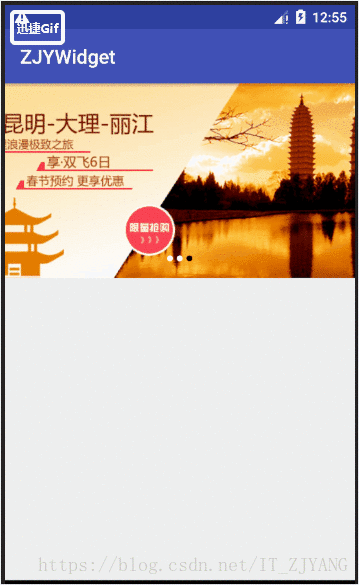 迅捷Gif
12:55
ZJYWidget
昆明-大理-丽江
浪漫极致之旅
享·双飞6日
春节预约 更享优惠
限量抢购
》》》
https://blog.csdn.net/IT_ZJYANG